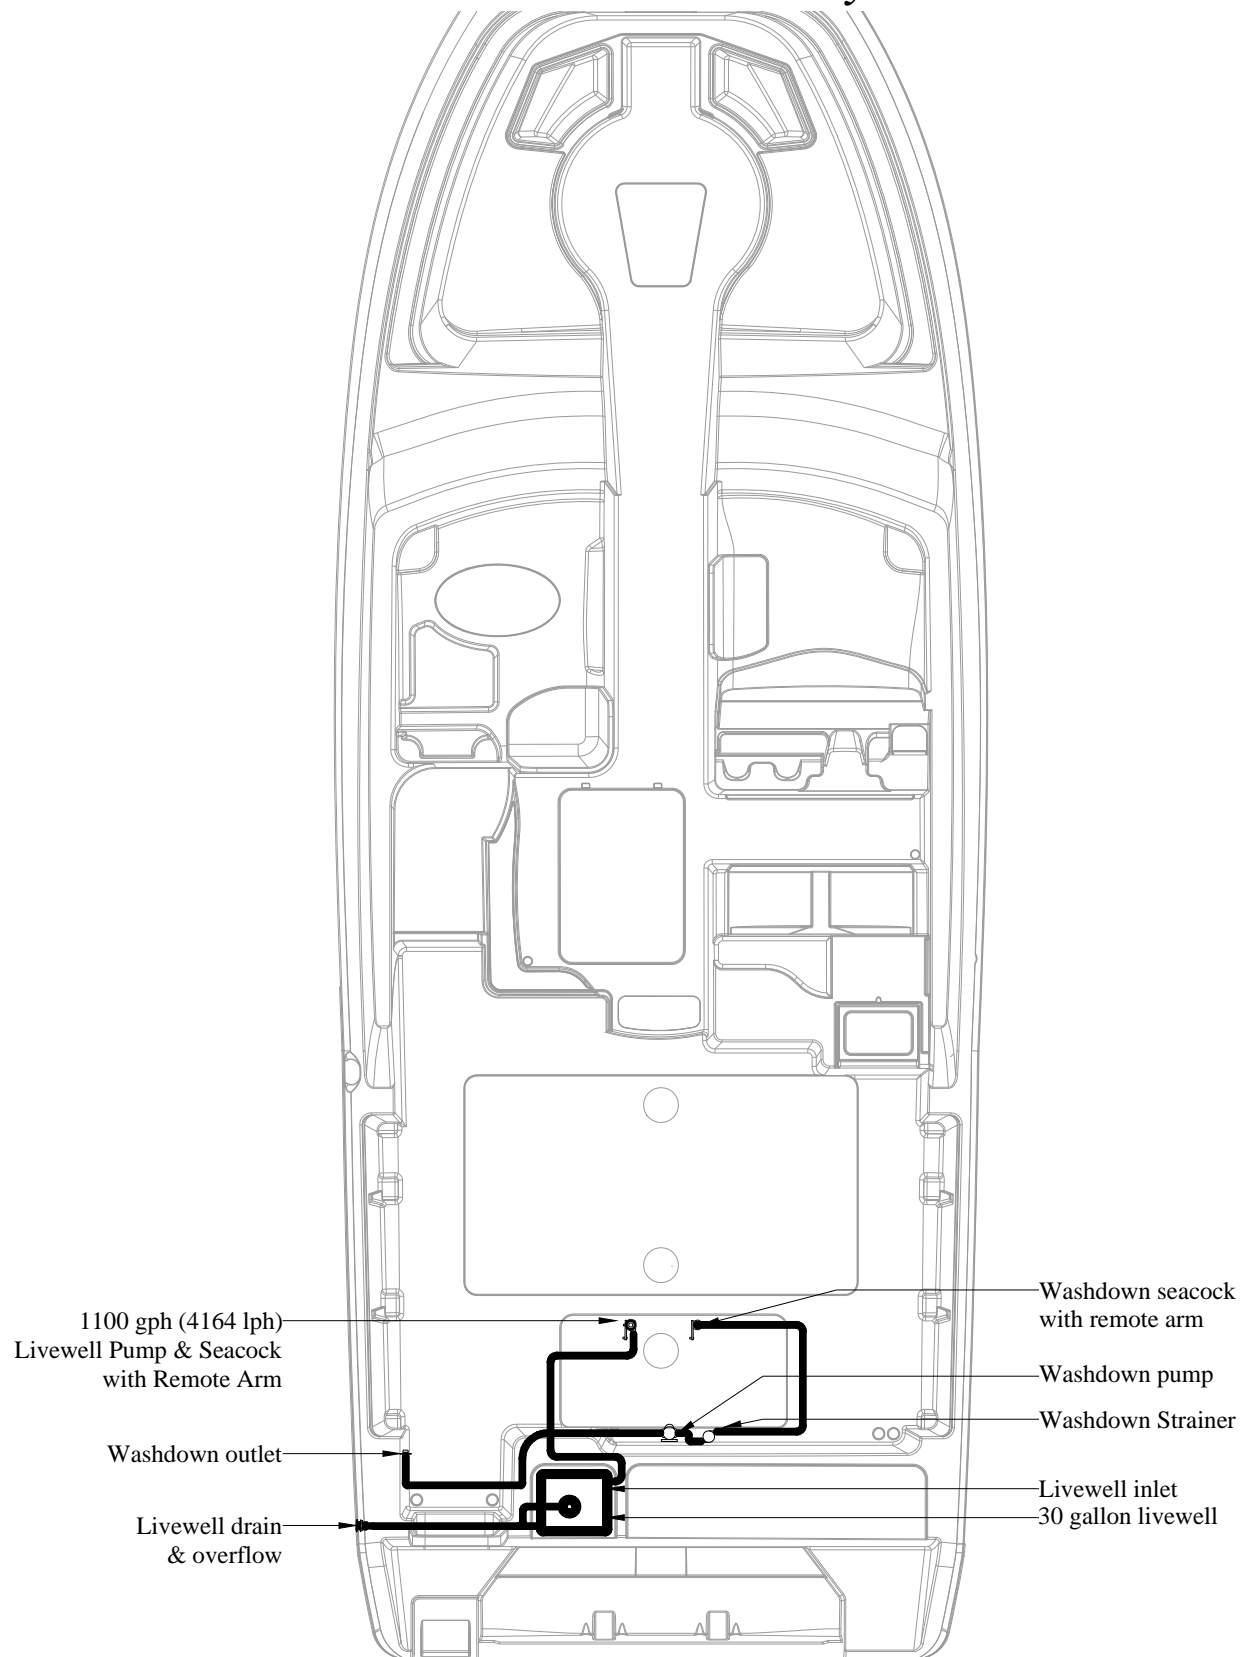 1100 gph (4164 lph)
Livewell Pump & Seacock
with Remote Arm
Washdown outlet
Livewell drain
& overflow
Washdown seacock
with remote arm
Washdown pump
Washdown Strainer
Livewell inlet
30 gallon livewell